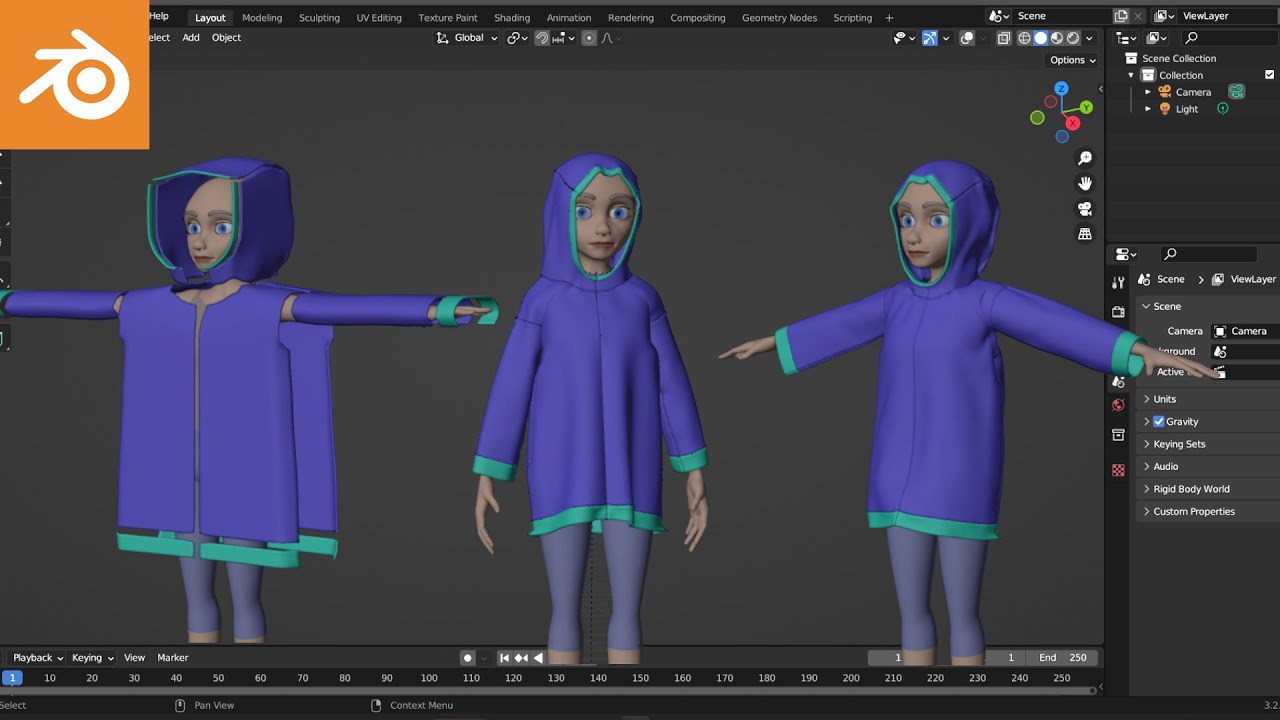 Help Layout Modeling Sculpting UV Editing Texture Paint Shading Animation Rendering Compositing Geometry Nodes Scripting + Scene ViewLayer
elect Add Object Global
Options
Scene Collection
Collection
Camera
Light
Z
Y
X
Scene ViewLayer
Scene
Camera Camera
ground
Active
Units
Gravity
Keying Sets
Audio
Rigid Body World
Custom Properties
Playback Keying View Marker 1 1 End 250
1 10 20 30 40 50 60 70 80 90 100 110 120 130 140 150 160 170 180 190 200 210 220 230 240 250
Select Pan View Context Menu 3.2